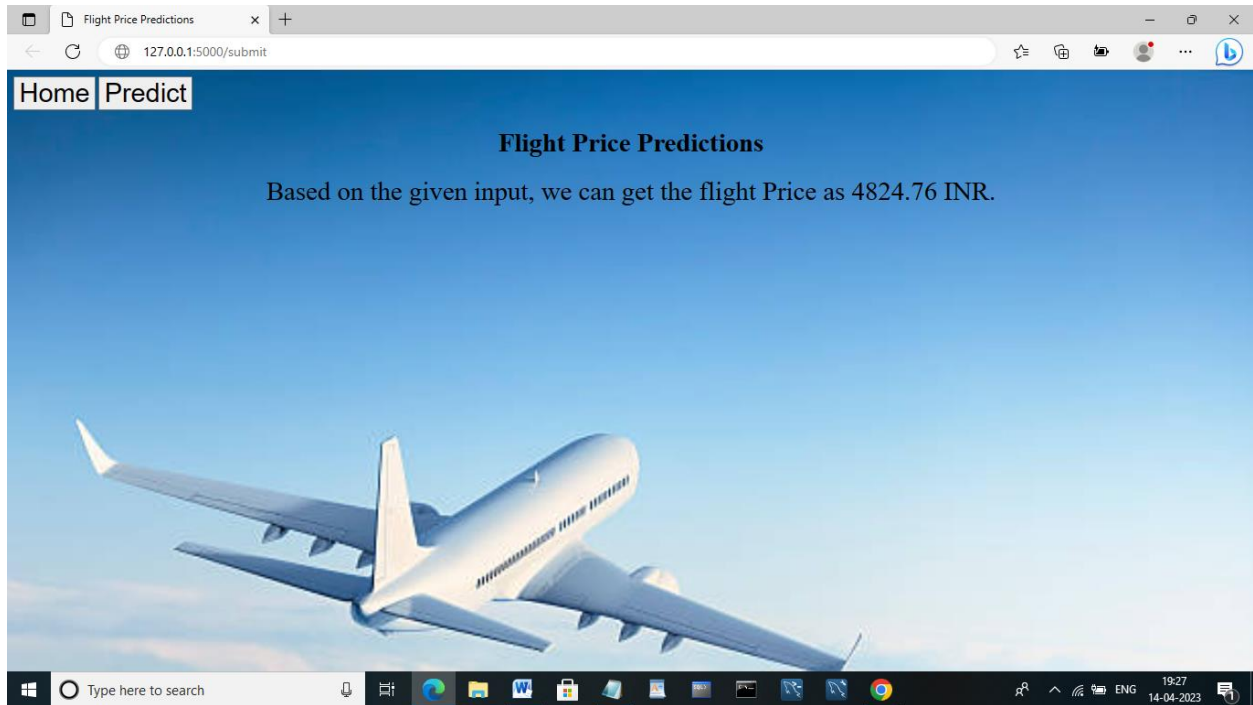 Flight Price Predictions
127.0.0.1:5000/submit
Home Predict
Flight Price Predictions
Based on the given input, we can get the flight Price as 4824.76 INR.
Type here to search
ENG
19:27
14-04-2023